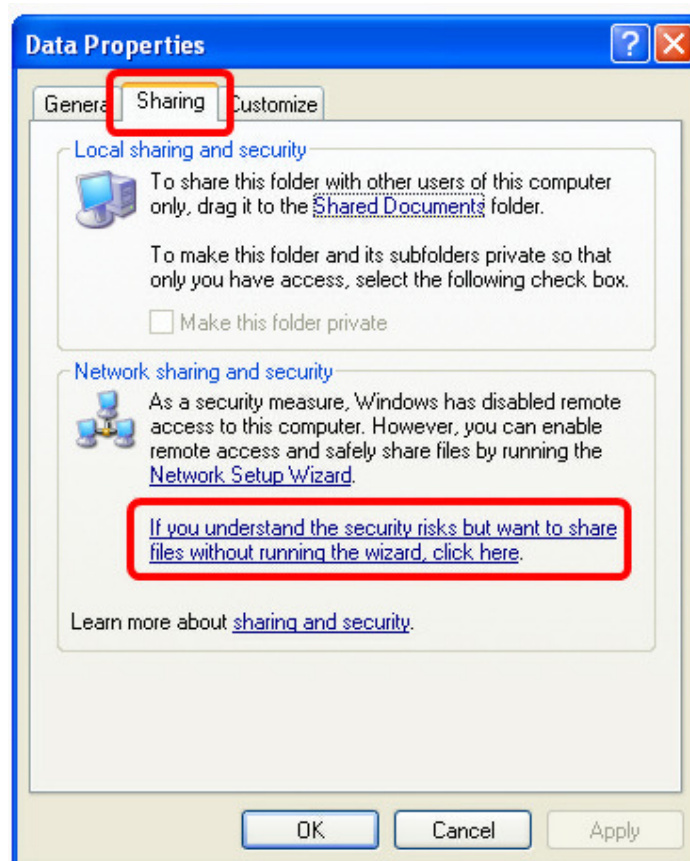 Data Properties
General Sharing Customize
Local sharing and security
To share this folder with other users of this computer
only, drag it to the Shared Documents folder.
To make this folder and its subfolders private so that
only you have access, select the following check box.
Make this folder private
Network sharing and security
As a security measure, Windows has disabled remote
access to this computer. However, you can enable
remote access and safely share files by running the
Network Setup Wizard.
If you understand the security risks but want to share
files without running the wizard, click here.
Learn more about sharing and security.
OK Cancel Apply